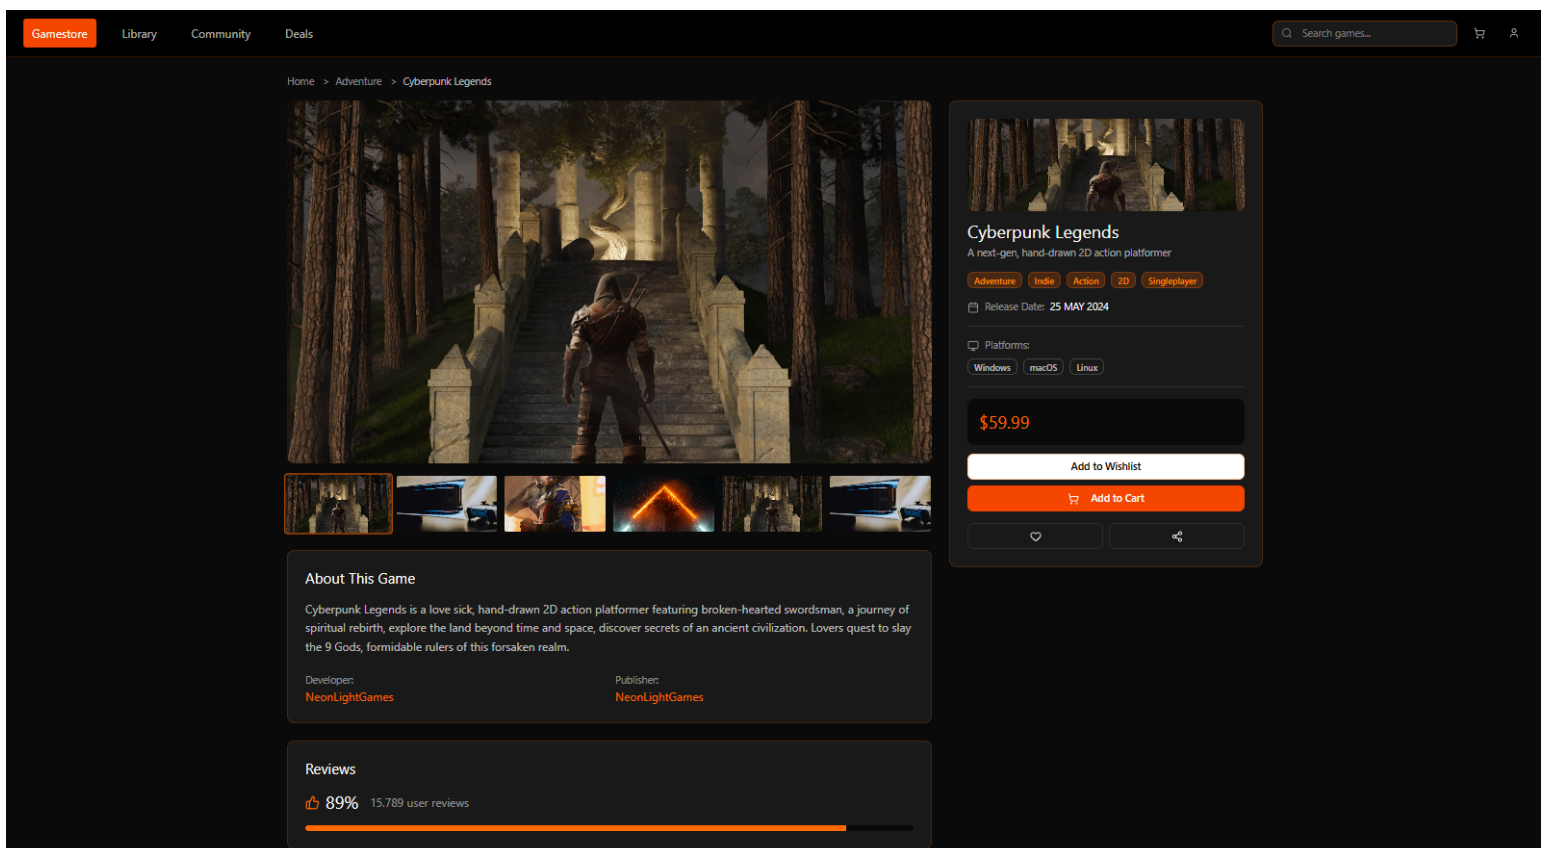 Gamestore
Library
Community
Deals
Search games...
Home > Adventure > Cyberpunk Legends
Cyberpunk Legends
A next-gen, hand-drawn 2D action platformer
Adventure Indie Action 2D Singleplayer
Release Date: 25 MAY 2024
Platforms:
Windows macOS Linux
$59.99
Add to Wishlist
Add to Cart
About This Game
Cyberpunk Legends is a love sick, hand-drawn 2D action platformer featuring broken-hearted swordsman, a journey of
spiritual rebirth, explore the land beyond time and space, discover secrets of an ancient civilization. Lovers quest to slay
the 9 Gods, formidable rulers of this forsaken realm.
Developer:
NeonLightGames
Publisher:
NeonLightGames
Reviews
89% 15.789 user reviews